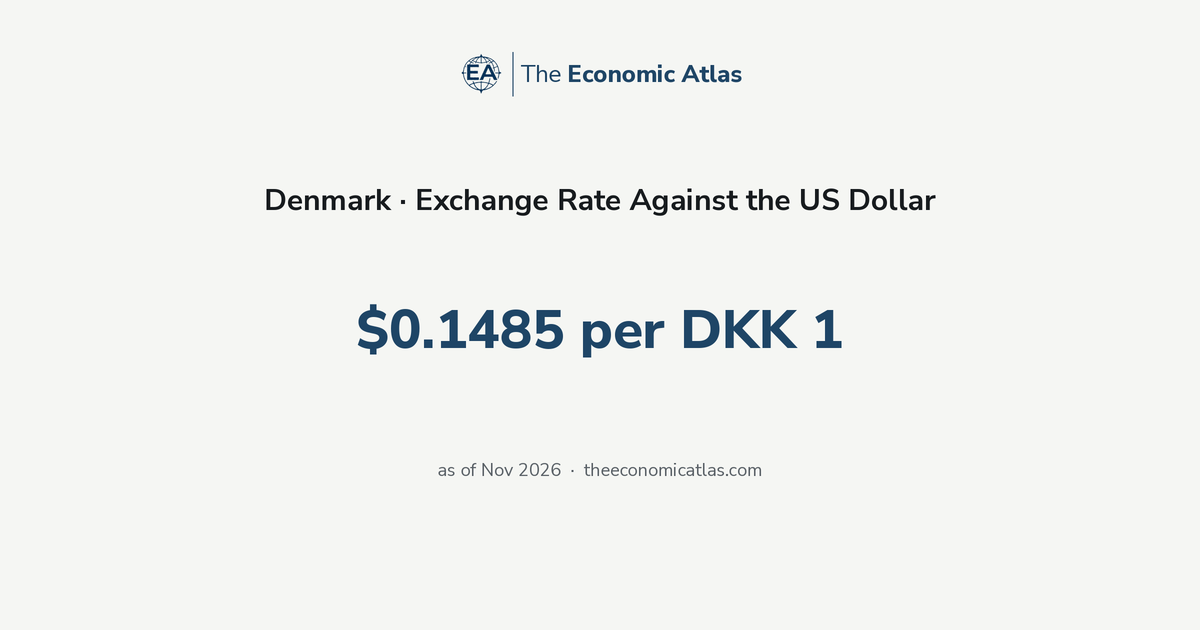 EA The Economic Atlas
Denmark · Exchange Rate Against the US Dollar
$0.1485 per DKK 1
as of Nov 2026 · theeconomicatlas.com